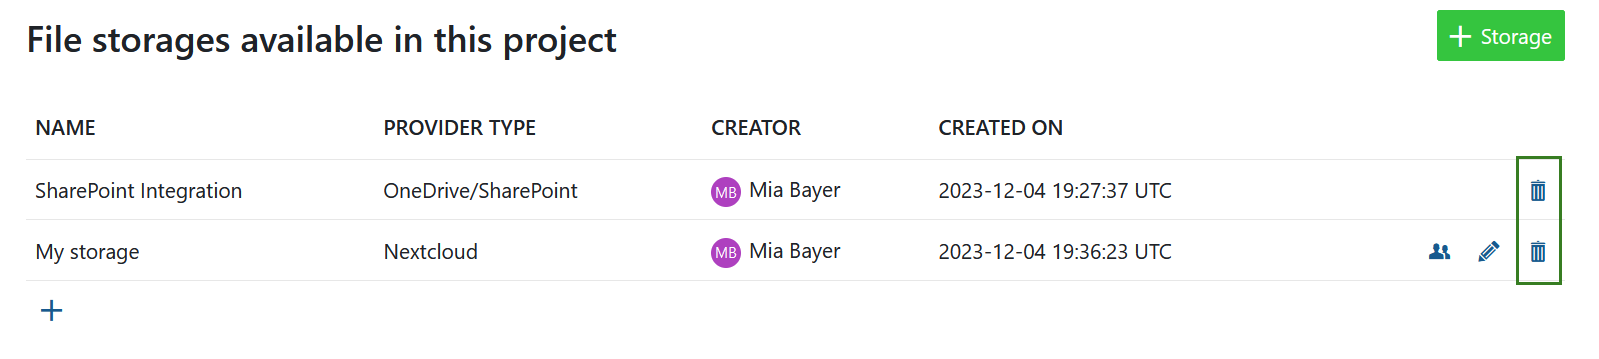 File storages available in this project
Storage
NAME PROVIDER TYPE CREATOR CREATED ON
SharePoint Integration OneDrive/SharePoint MB Mia Bayer 2023-12-04 19:27:37 UTC
My storage Nextcloud MB Mia Bayer 2023-12-04 19:36:23 UTC